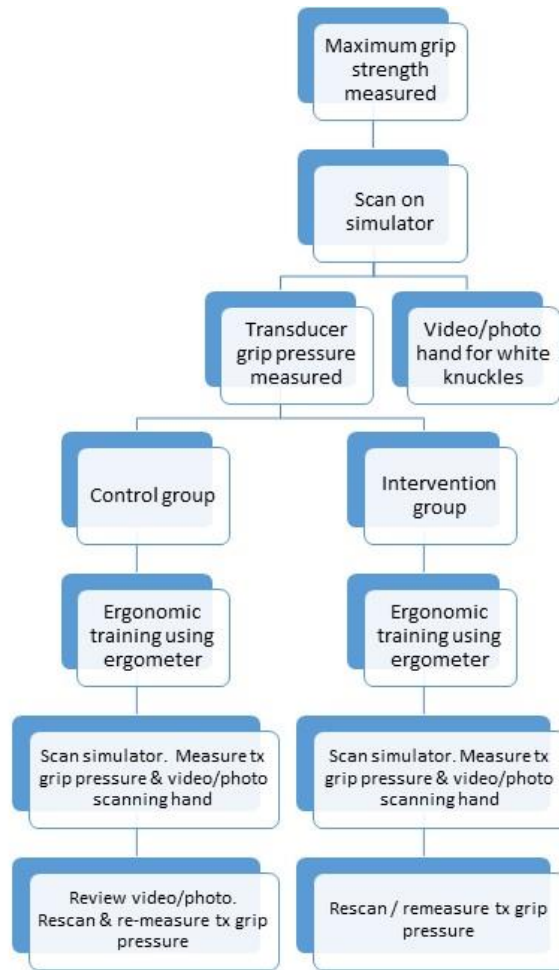 Maximum grip
strength
measured
Scan on
simulator
Transducer
grip pressure
measured
Video/photo
hand for white
knuckles
Control group
Intervention
group
Ergonomic
training using
ergometer
Ergonomic
training using
ergometer
Scan simulator. Measure tx
grip pressure & video/photo
scanning hand
Scan simulator. Measure tx
grip pressure & video/photo
scanning hand
Review video/photo.
Rescan & re-measure tx grip
pressure
Rescan / remeasure tx grip
pressure